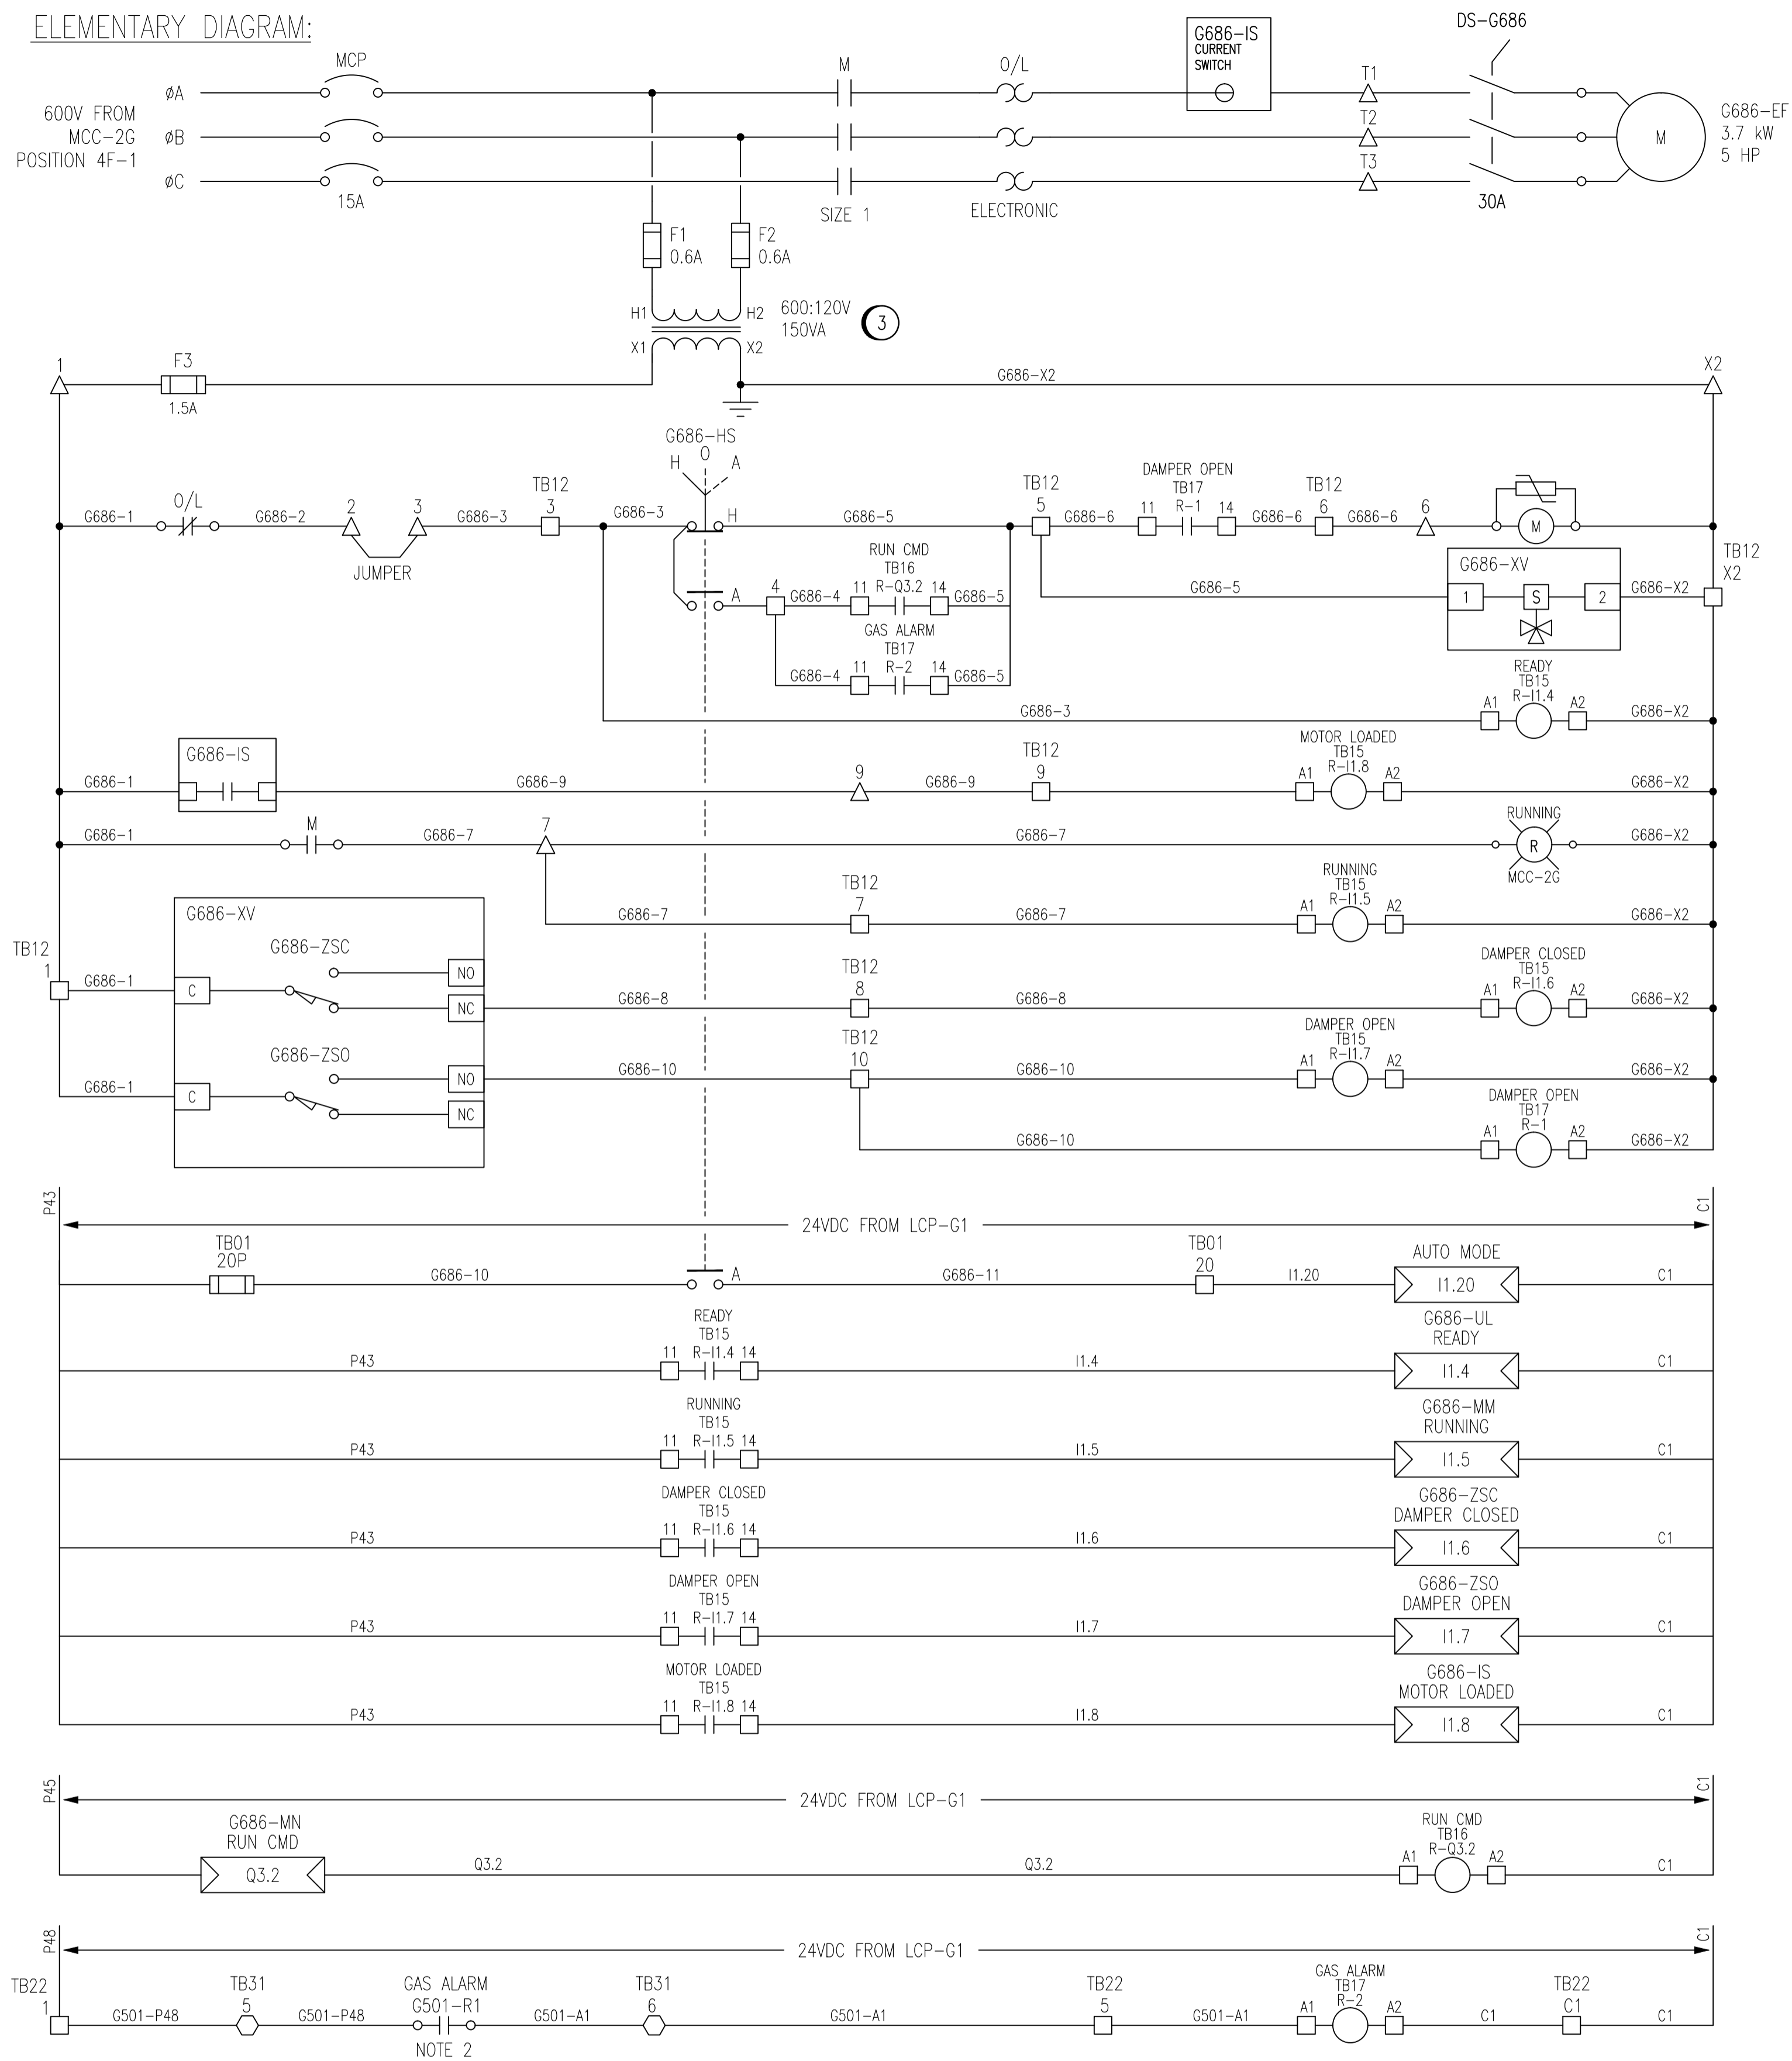 ELEMENTARY DIAGRAM:
DS-G686
G686-IS
CURRENT
SWITCH
MCP
M
O/L
T1
øA
600V FROM
MCC-2G
POSITION 4F-1
øB
T2
M
G686-EF
3.7 kW
5 HP
øC
T3
15A
SIZE 1
ELECTRONIC
30A
F1
0.6A
F2
0.6A
H1
H2
600:120V
150VA
3
X1
X2
1
F3
1.5A
G686-X2
X2
G686-HS
H
O
A
G686-1
O/L
G686-2
2
3
JUMPER
G686-3
TB12
3
G686-3
H
G686-5
TB12
5
G686-6
DAMPER OPEN
TB17
11
R-1
14
G686-6
TB12
6
G686-6
6
M
A
4
G686-4
RUN CMD
TB16
11
R-Q3.2
14
G686-5
G686-5
G686-XV
1
S
2
G686-X2
TB12
X2
GAS ALARM
TB17
G686-4
11
R-2
14
G686-5
G686-3
READY
TB15
R-I1.4
A1
A2
G686-X2
G686-1
G686-IS
G686-9
9
G686-9
TB12
9
MOTOR LOADED
TB15
R-I1.8
A1
A2
G686-X2
G686-1
M
G686-7
7
G686-7
RUNNING
R
MCC-2G
G686-X2
G686-7
TB12
7
G686-7
RUNNING
TB15
R-I1.5
A1
A2
G686-X2
G686-XV
TB12
1
G686-1
C
G686-ZSC
NO
NC
G686-8
TB12
8
G686-8
DAMPER CLOSED
TB15
R-I1.6
A1
A2
G686-X2
G686-1
C
G686-ZSO
NO
NC
G686-10
TB12
10
G686-10
DAMPER OPEN
TB15
R-I1.7
A1
A2
G686-X2
G686-10
DAMPER OPEN
TB17
R-1
A1
A2
G686-X2
P43
24VDC FROM LCP-G1
C1
TB01
20P
G686-10
A
G686-11
TB01
20
I1.20
AUTO MODE
I1.20
C1
P43
READY
TB15
11
R-I1.4
14
I1.4
G686-UL
READY
I1.4
C1
P43
RUNNING
TB15
11
R-I1.5
14
I1.5
G686-MM
RUNNING
I1.5
C1
P43
DAMPER CLOSED
TB15
11
R-I1.6
14
I1.6
G686-ZSC
DAMPER CLOSED
I1.6
C1
P43
DAMPER OPEN
TB15
11
R-I1.7
14
I1.7
G686-ZSO
DAMPER OPEN
I1.7
C1
P43
MOTOR LOADED
TB15
11
R-I1.8
14
I1.8
G686-IS
MOTOR LOADED
I1.8
C1
P45
24VDC FROM LCP-G1
C1
G686-MN
RUN CMD
Q3.2
Q3.2
Q3.2
RUN CMD
TB16
R-Q3.2
A1
A2
C1
P48
24VDC FROM LCP-G1
C1
TB22
1
G501-P48
TB31
5
G501-P48
GAS ALARM
G501-R1
NOTE 2
G501-A1
TB31
6
G501-A1
TB22
5
G501-A1
GAS ALARM
TB17
R-2
A1
A2
C1
TB22
C1
C1